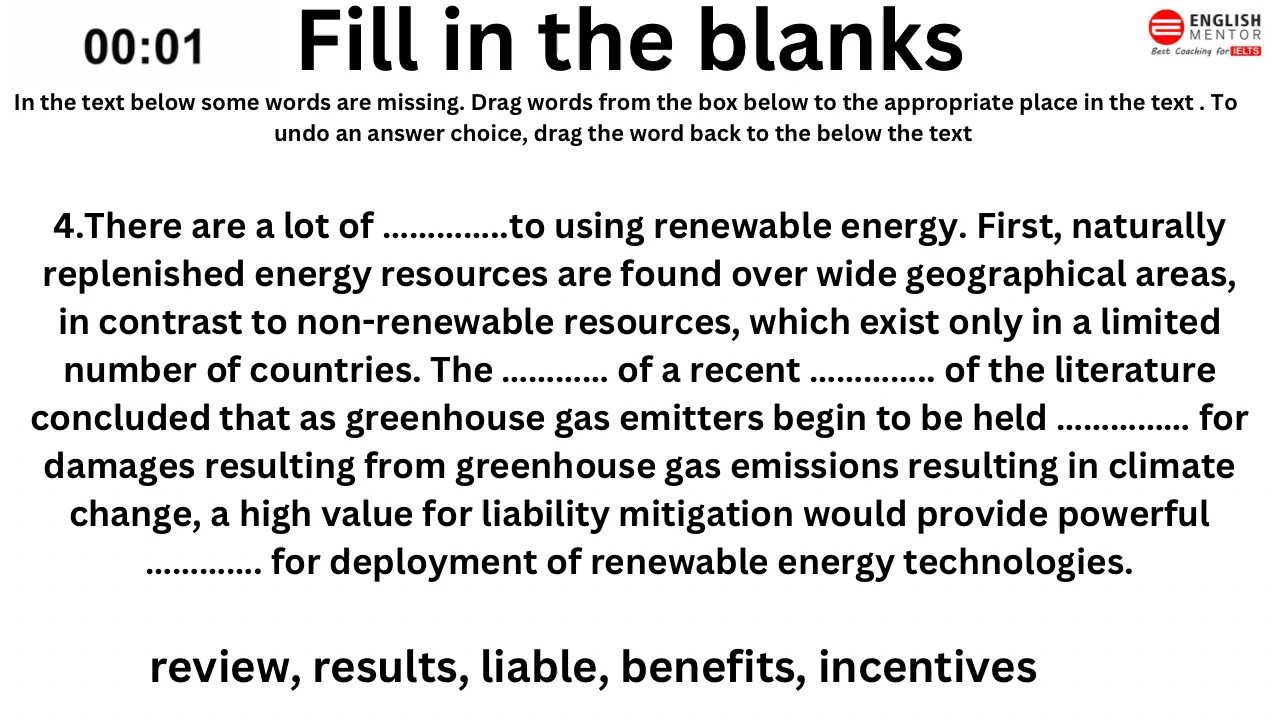 00:01
Fill in the blanks
ENGLISH
MENTOR
Best Coaching for IELTS
In the text below some words are missing. Drag words from the box below to the appropriate place in the text . To
undo an answer choice, drag the word back to the below the text
4.There are a lot of ..............to using renewable energy. First, naturally
replenished energy resources are found over wide geographical areas,
in contrast to non-renewable resources, which exist only in a limited
number of countries. The ............ of a recent .............. of the literature
concluded that as greenhouse gas emitters begin to be held ............... for
damages resulting from greenhouse gas emissions resulting in climate
change, a high value for liability mitigation would provide powerful
............. for deployment of renewable energy technologies.
review, results, liable, benefits, incentives